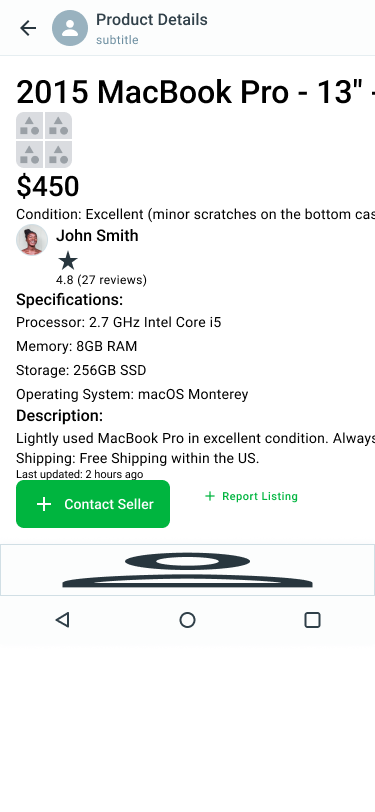 Product Details
subtitle
2015 MacBook Pro - 13" -
$450
Condition: Excellent (minor scratches on the bottom cas
John Smith
4.8 (27 reviews)
Specifications:
Processor: 2.7 GHz Intel Core i5
Memory: 8GB RAM
Storage: 256GB SSD
Operating System: macOS Monterey
Description:
Lightly used MacBook Pro in excellent condition. Always
Shipping: Free Shipping within the US.
Last updated: 2 hours ago
Contact Seller
Report Listing